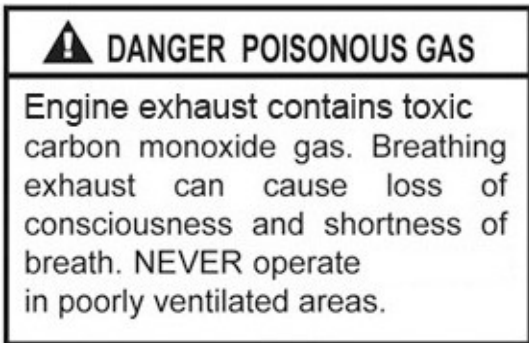 DANGER POISONOUS GAS
Engine exhaust contains toxic
carbon monoxide gas. Breathing
exhaust can cause loss of
consciousness and shortness of
breath. NEVER operate
in poorly ventilated areas.